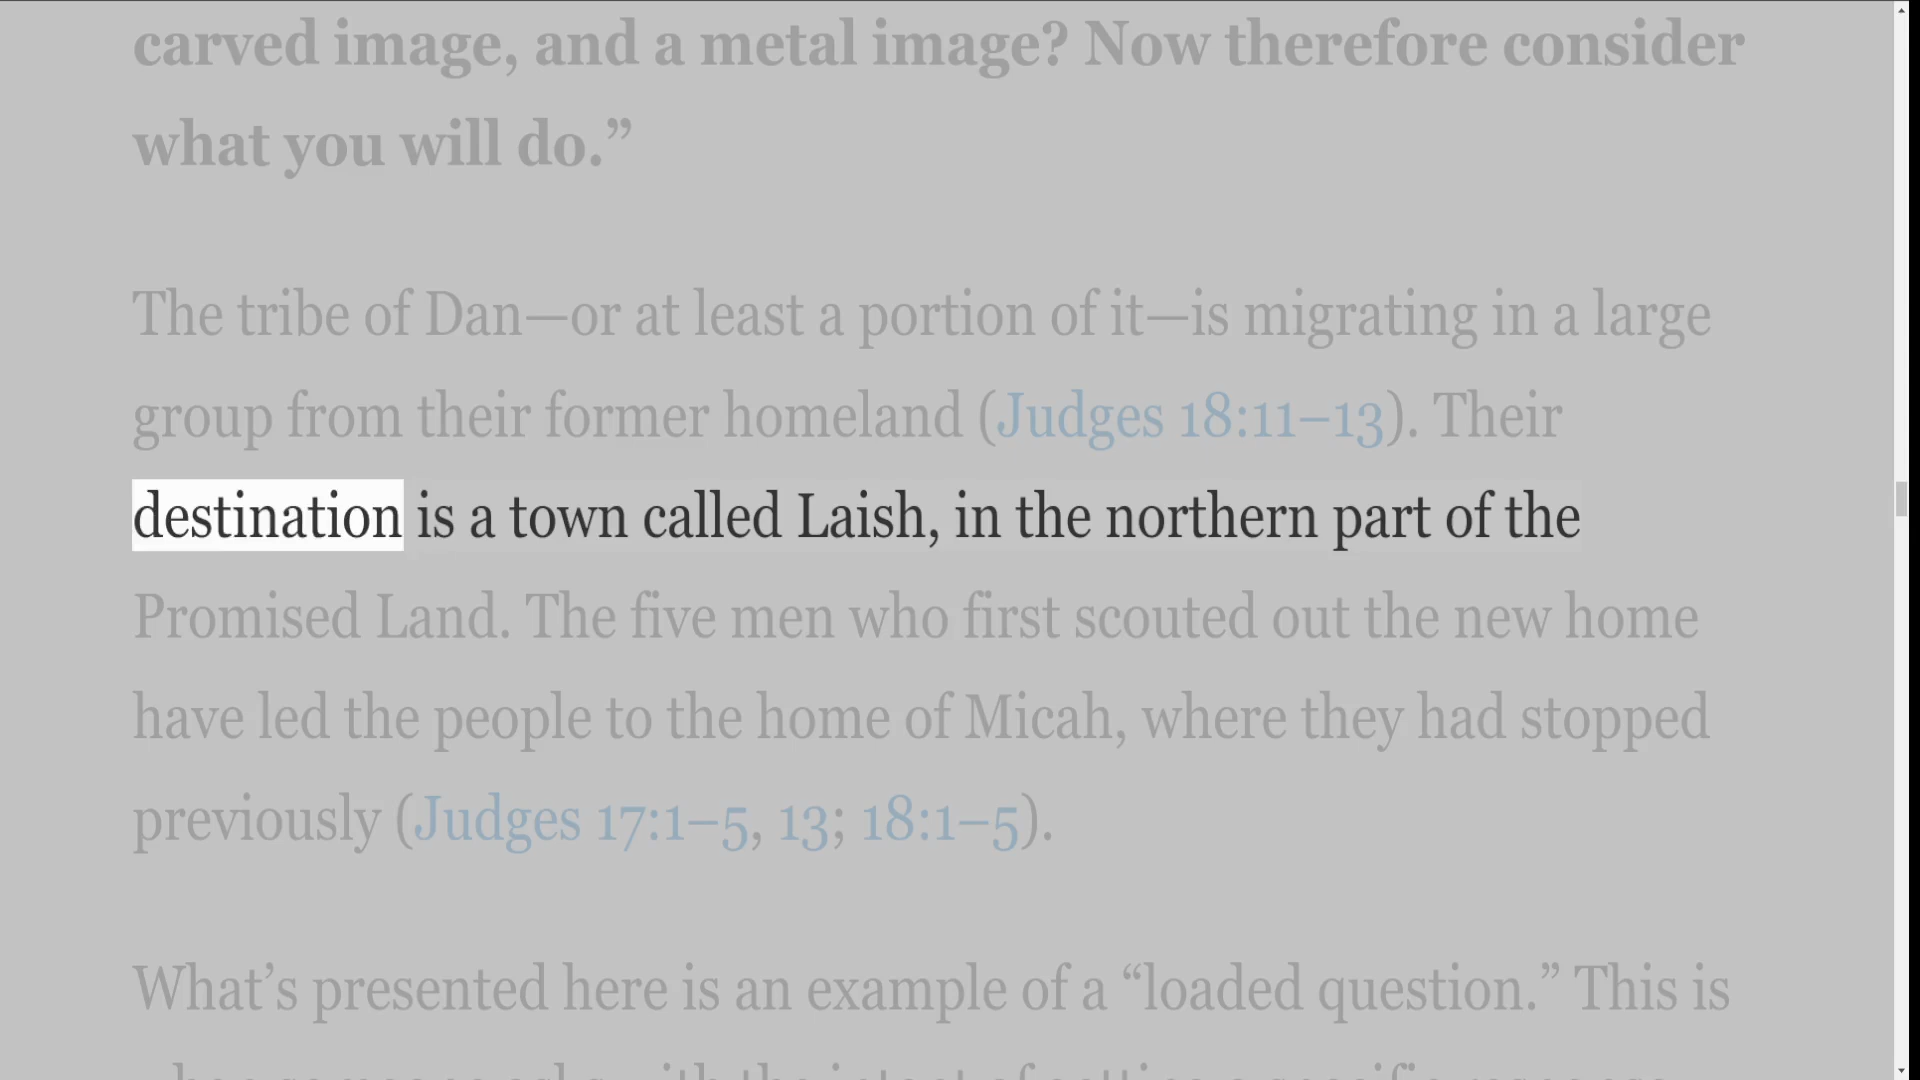 carved image, and a metal image? Now therefore consider
what you will do.”
The tribe of Dan—or at least a portion of it—is migrating in a large
group from their former homeland (Judges 18:11–13). Their
destination is a town called Laish, in the northern part of the
Promised Land. The five men who first scouted out the new home
have led the people to the home of Micah, where they had stopped
previously (Judges 17:1–5, 13; 18:1–5).
What’s presented here is an example of a “loaded question.” This is